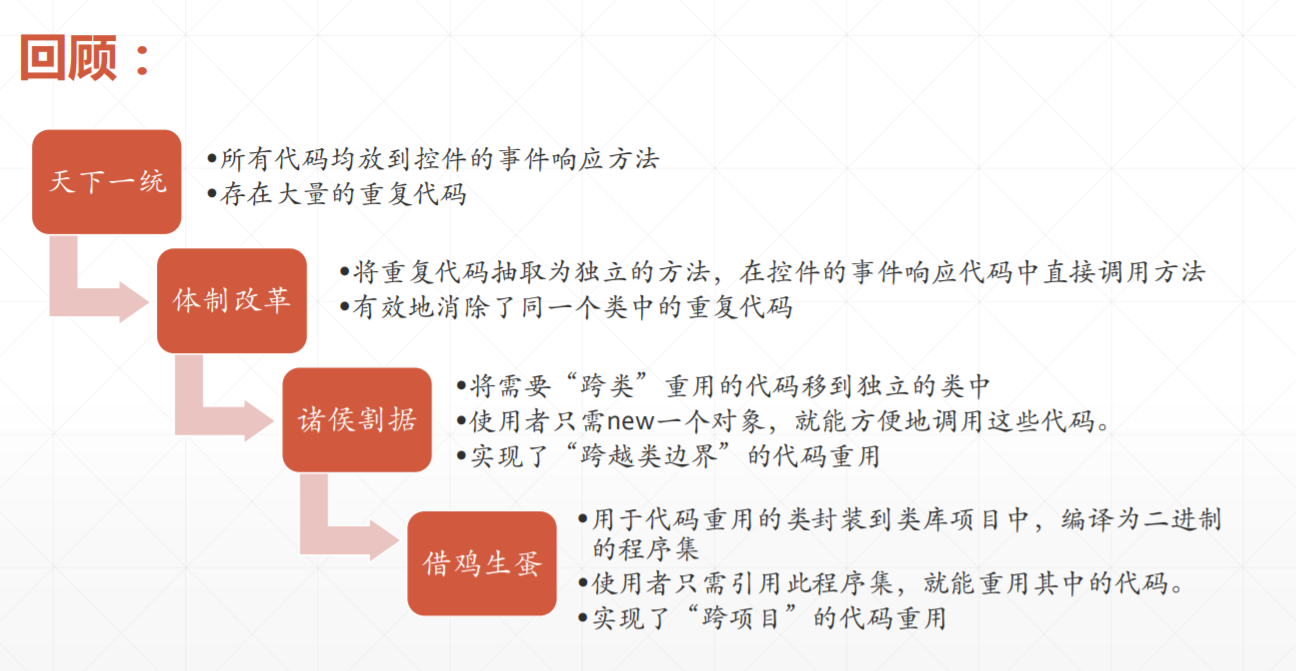 回顾：
天下一统
•所有代码均放到控件的事件响应方法
•存在大量的重复代码
体制改革
•将重复代码抽取为独立的方法，在控件的事件响应代码中直接调用方法
•有效地消除了同一个类中的重复代码
诸侯割据
•将需要“跨类”重用的代码移到独立的类中
•使用者只需new一个对象，就能方便地调用这些代码。
•实现了“跨越类边界”的代码重用
借鸡生蛋
•用于代码重用的类封装到类库项目中，编译为二进制
的程序集
•使用者只需引用此程序集，就能重用其中的代码。
•实现了“跨项目”的代码重用